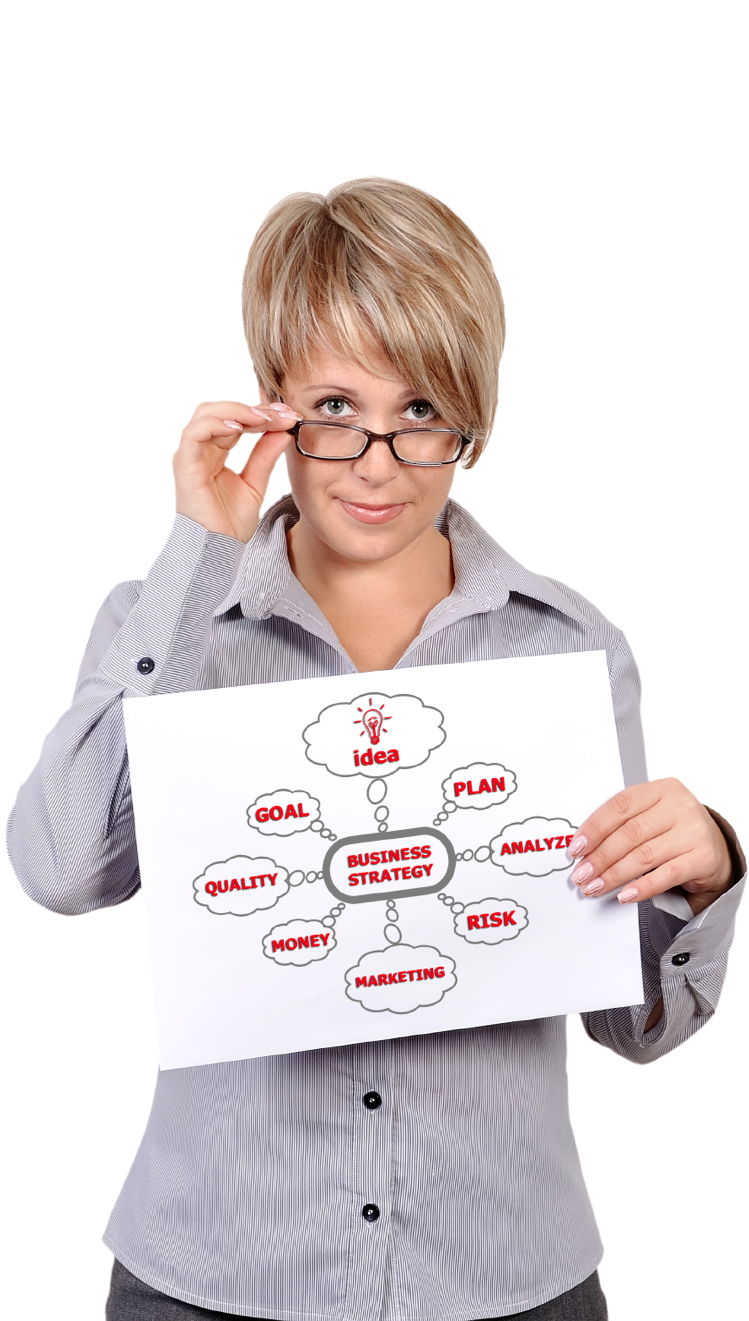 idea
PLAN
GOAL
ANALYZE
BUSINESS
STRATEGY
QUALITY
RISK
MONEY
MARKETING